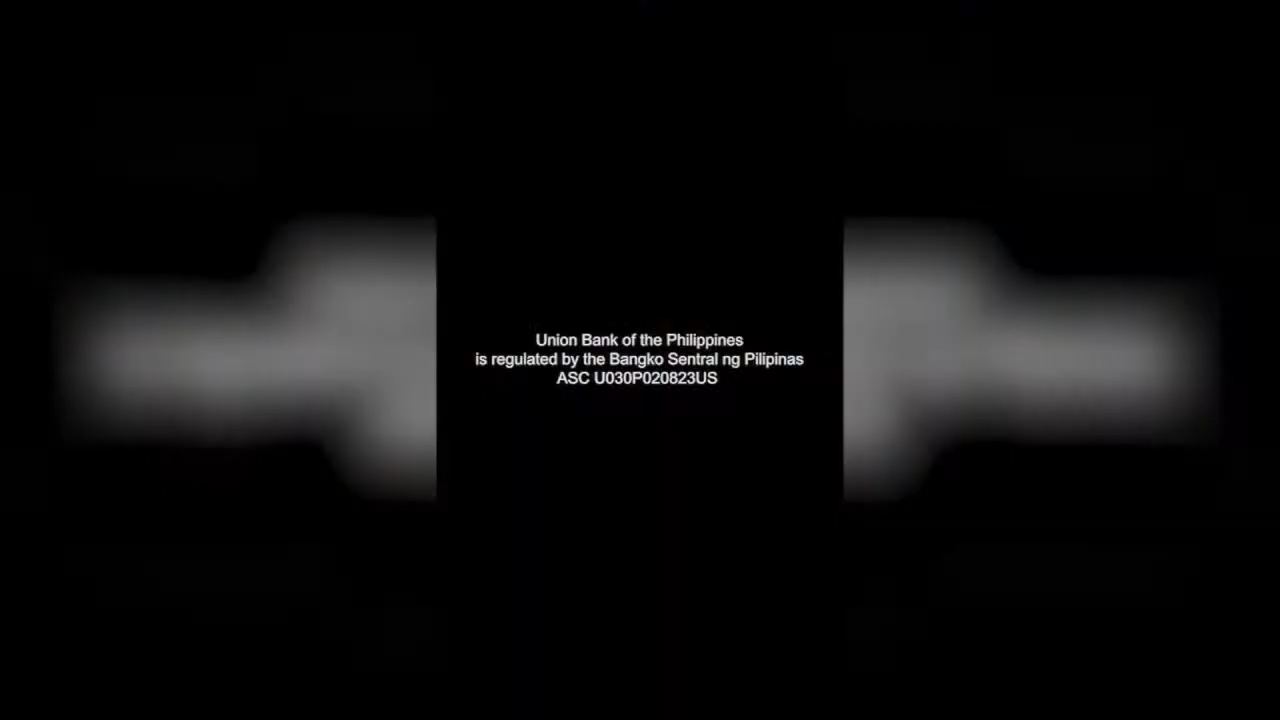 Union Bank of the Philippines
is regulated by the Bangko Sentral ng Pilipinas
ASC U030P020823US